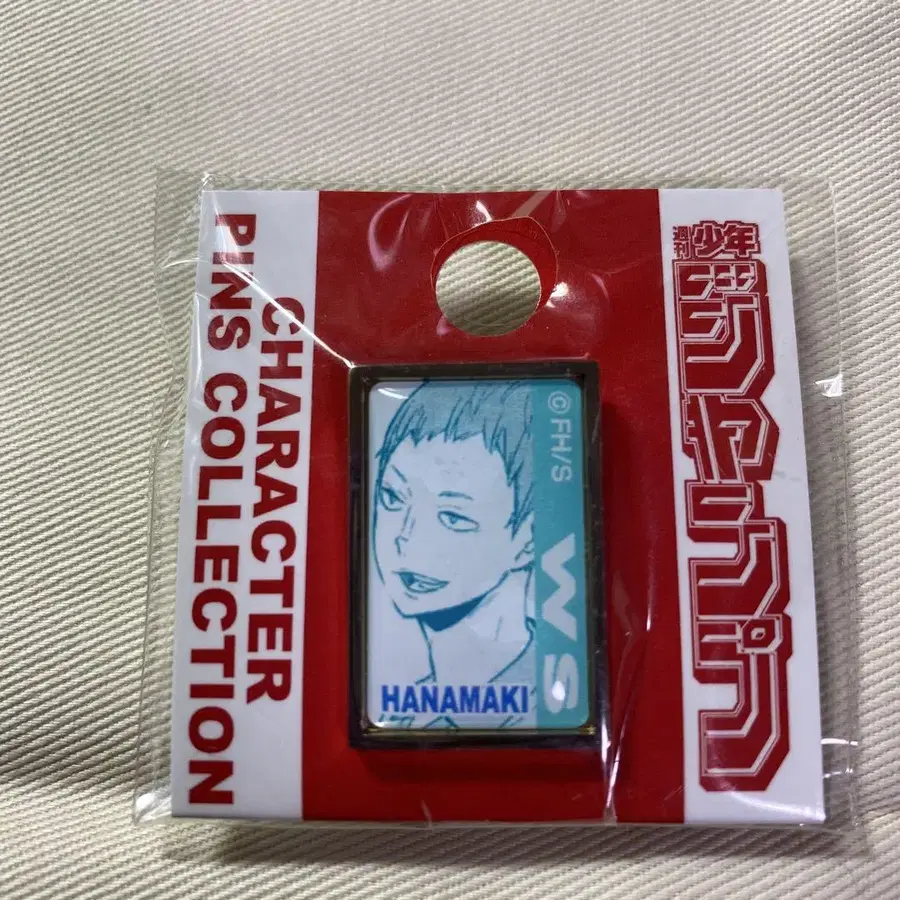 CHARACTER
PINS COLLECTION
週刊少年
ジャンプ
©FH/S
WS
HANAMAKI